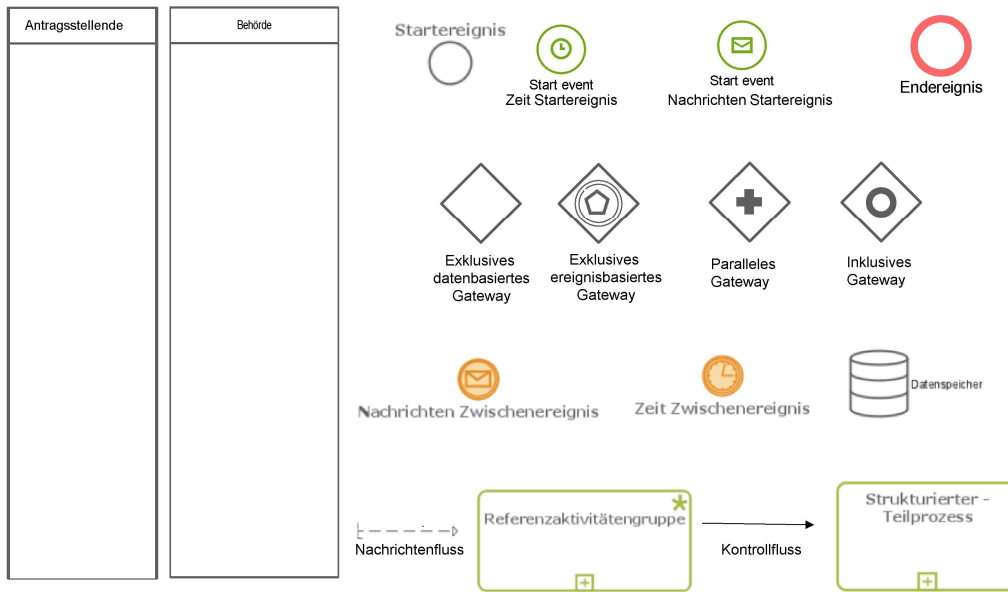 Antragsstellende
Behörde
Startereignis
Start event
Zeit Startereignis
Start event
Nachrichten Startereignis
Endereignis
Exklusives
datenbasiertes
Gateway
Exklusives
ereignisbasiertes
Gateway
Paralleles
Gateway
Inklusives
Gateway
Nachrichten Zwischenereignis
Zeit Zwischenereignis
Datenspeicher
Nachrichtenfluss
Referenzaktivitätengruppe
Kontrollfluss
Strukturierter -
Teilprozess